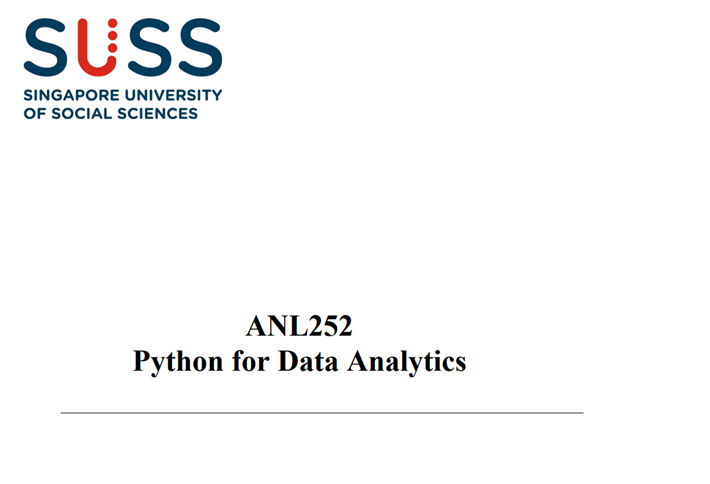 SUSS
SINGAPORE UNIVERSITY
OF SOCIAL SCIENCES
ANL252
Python for Data Analytics